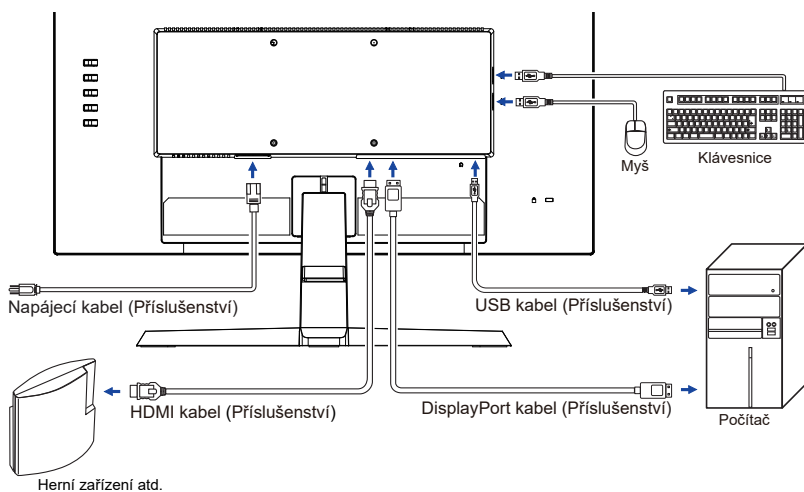 Myš
Klávesnice
Napájecí kabel (Příslušenství)
USB kabel (Příslušenství)
HDMI kabel (Příslušenství)
DisplayPort kabel (Příslušenství)
Počítač
Herní zařízení atd.